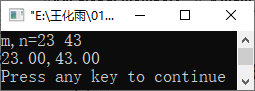 "E:\王化雨\01...
m,n=23 43
23.00,43.00
Press any key to continue